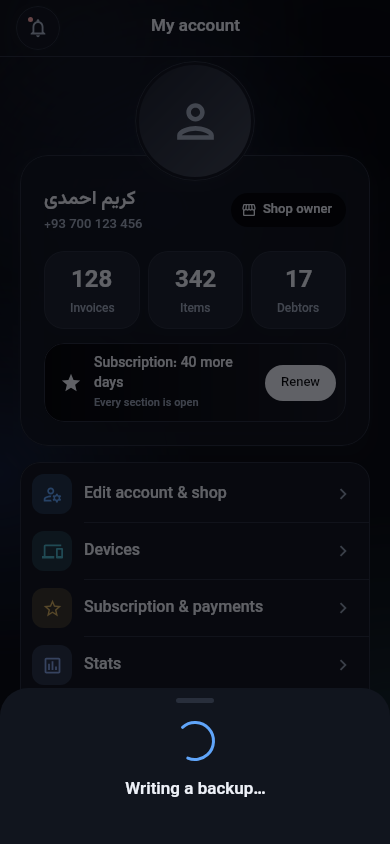 My account
کریم احمدی
+93 700 123 456
Shop owner
128
342
17
Invoices
Items
Debtors
Subscription: 40 more
days
Every section is open
Renew
Edit account & shop
Devices
Subscription & payments
Stats
Writing a backup...